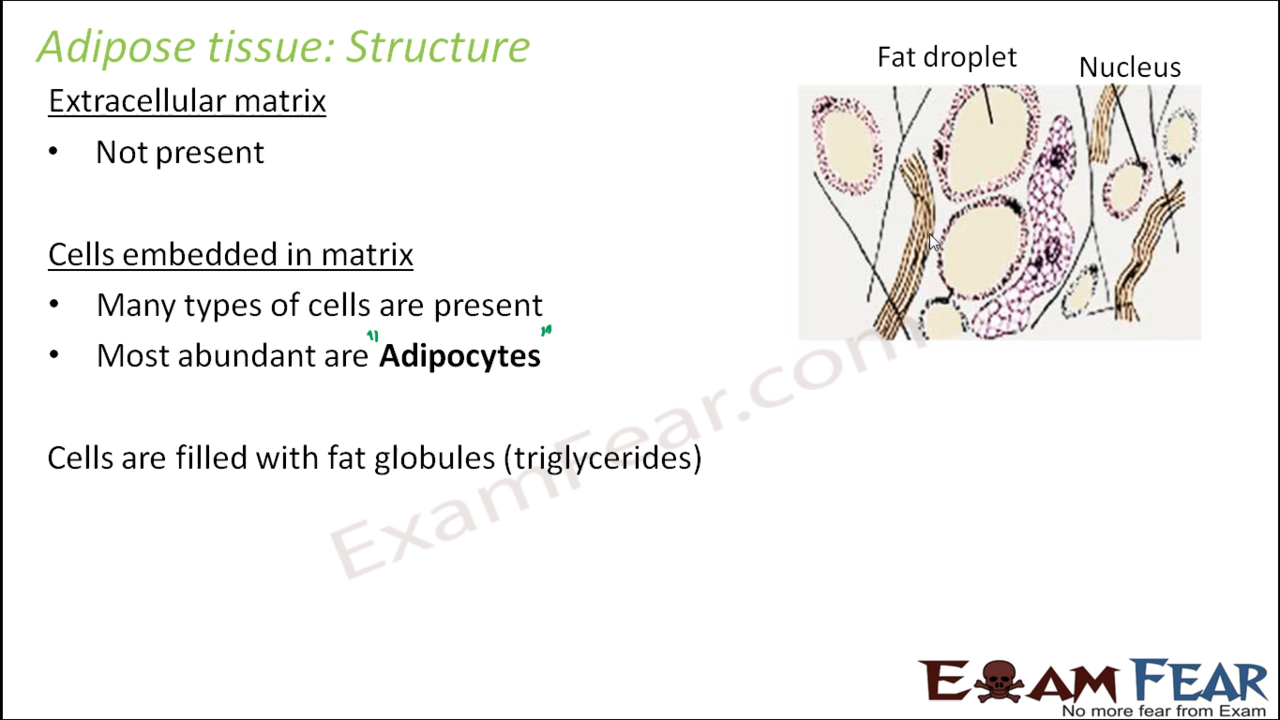 Adipose tissue: Structure
Extracellular matrix
• Not present
Cells embedded in matrix
• Many types of cells are present
• Most abundant are "Adipocytes"
Cells are filled with fat globules (triglycerides)
Fat droplet
Nucleus
ExamFear.com
EXAM FEAR
No more fear from Exam